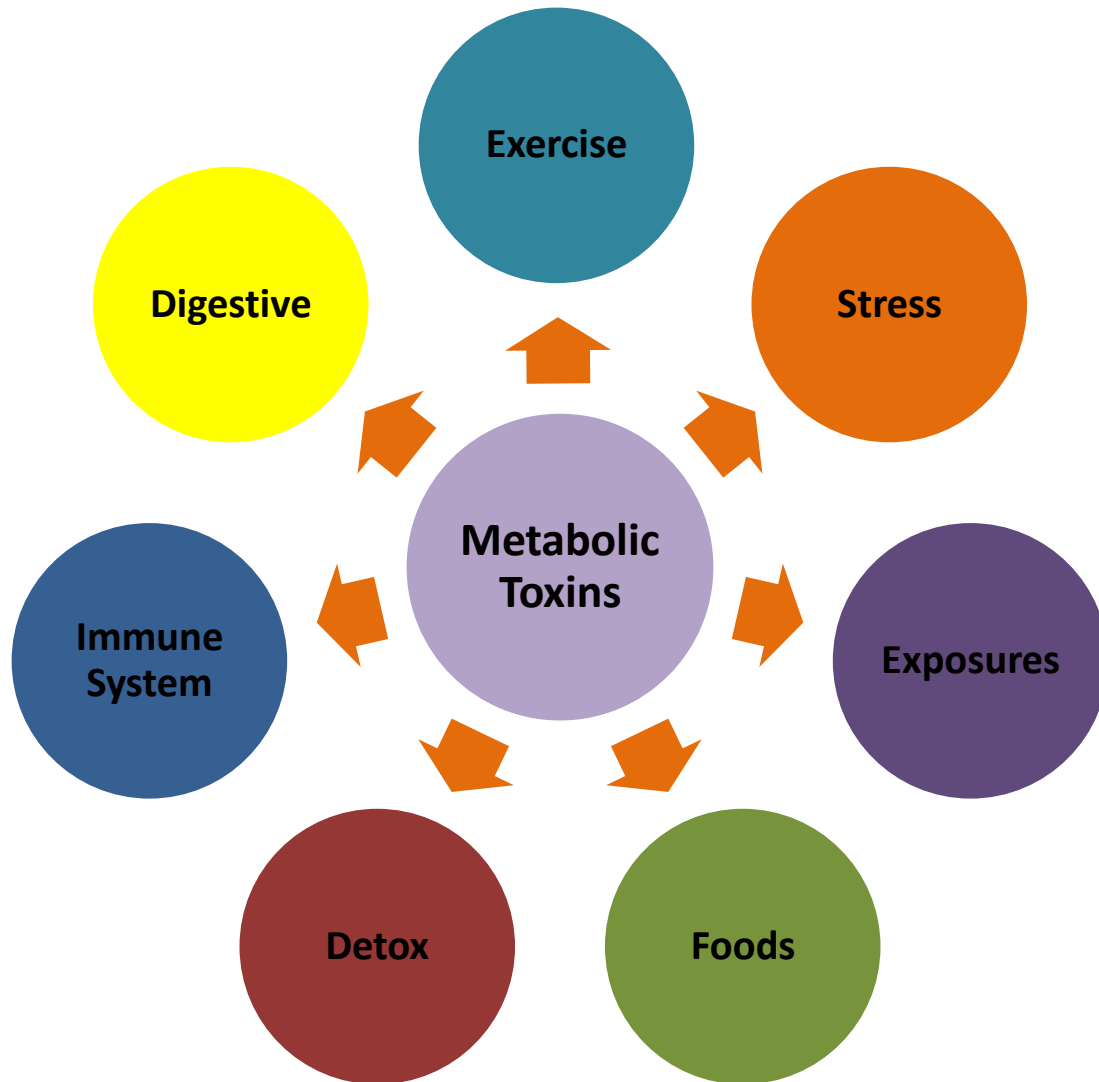 Exercise
Digestive
Stress
Metabolic
Toxins
Immune
System
Exposures
Detox
Foods